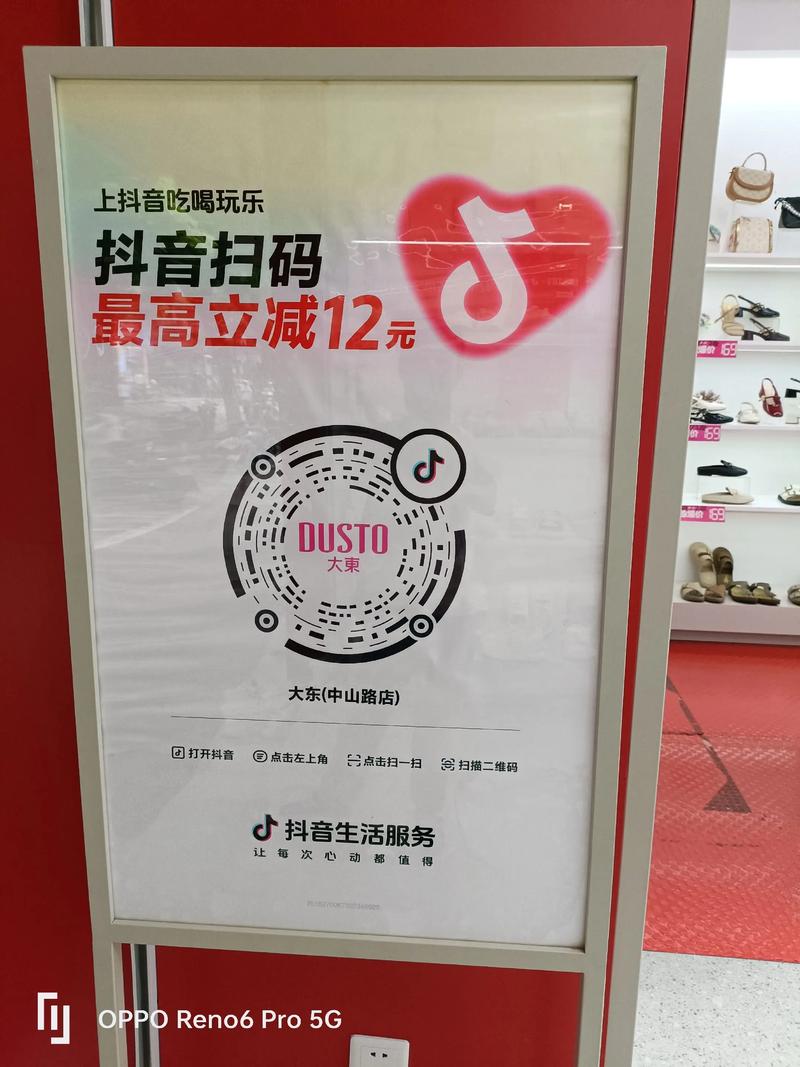 上抖音吃喝玩乐
抖音扫码
最高立减12元
DUSTO
大東
大东(中山路店)
打开抖音 点击左上角 点击扫一扫 扫描二维码
抖音生活服务
让每次心动都值得
169
169
169
OPPO Reno6 Pro 5G